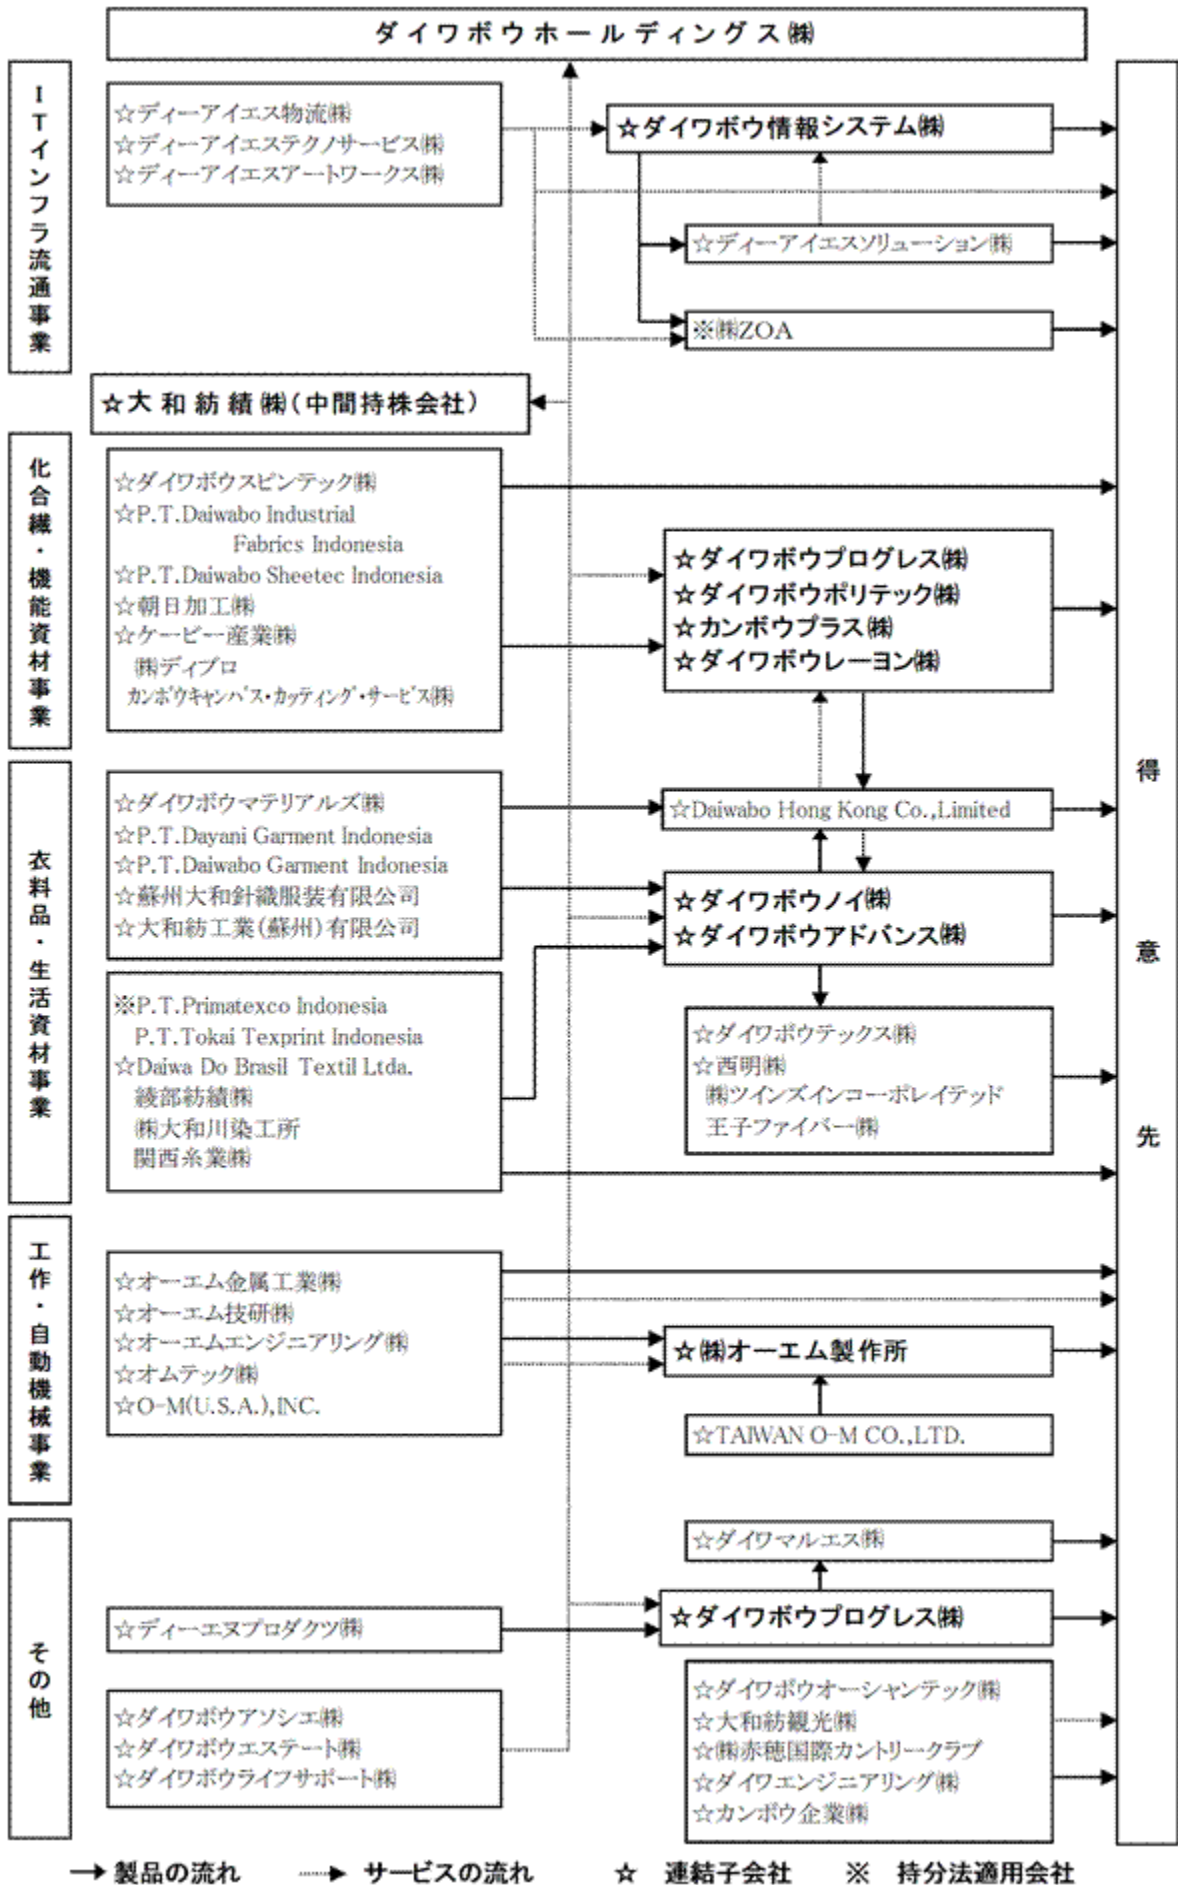 ダイワボウホールディングス㈱
ITインフラ流通事業
☆ディーアイエス物流㈱
☆ディーアイエステクノサービス㈱
☆ディーアイエスアートワークス㈱
☆ダイワボウ情報システム㈱
☆ディーアイエスソリューション㈱
※㈱ZOA
☆大和紡績㈱(中間持株会社)
化合繊・機能資材事業
☆ダイワボウスピンテック㈱
☆P.T.Daiwabo Industrial
Fabrics Indonesia
☆P.T.Daiwabo Sheetec Indonesia
☆朝日加工㈱
☆ケービー産業㈱
㈱ディブロ
カンボウキャンバス・カッティング・サービス㈱
☆ダイワボウプログレス㈱
☆ダイワボウポリテック㈱
☆カンボウプラス㈱
☆ダイワボウレーヨン㈱
衣料品・生活資材事業
☆ダイワボウマテリアルズ㈱
☆P.T.Dayani Garment Indonesia
☆P.T.Daiwabo Garment Indonesia
☆蘇州大和針織服装有限公司
☆大和紡工業(蘇州)有限公司
☆Daiwabo Hong Kong Co.,Limited
☆ダイワボウノイ㈱
☆ダイワボウアドバンス㈱
※P.T.Primatexco Indonesia
P.T.Tokai Texprint Indonesia
☆Daiwa Do Brasil Textil Ltda.
綾部紡績㈱
㈱大和川染工所
関西糸業㈱
☆ダイワボウテックス㈱
☆西明㈱
㈱ツインズインコーポレイテッド
王子ファイバー㈱
工作・自動機械事業
☆オーエム金属工業㈱
☆オーエム技研㈱
☆オーエムエンジニアリング㈱
☆オムテック㈱
☆O-M(U.S.A.),INC.
☆㈱オーエム製作所
☆TAIWAN O-M CO.,LTD.
その他
☆ダイワマルエス㈱
☆ダイワボウプログレス㈱
☆ディーエヌプロダクツ㈱
☆ダイワボウアソシエ㈱
☆ダイワボウエステート㈱
☆ダイワボウライフサポート㈱
☆ダイワボウオーシャンテック㈱
☆大和紡観光㈱
☆㈱赤穂国際カントリークラブ
☆ダイワエンジニアリング㈱
☆カンボウ企業㈱
得意先
→ 製品の流れ ┈▶ サービスの流れ ☆ 連結子会社 ※ 持分法適用会社